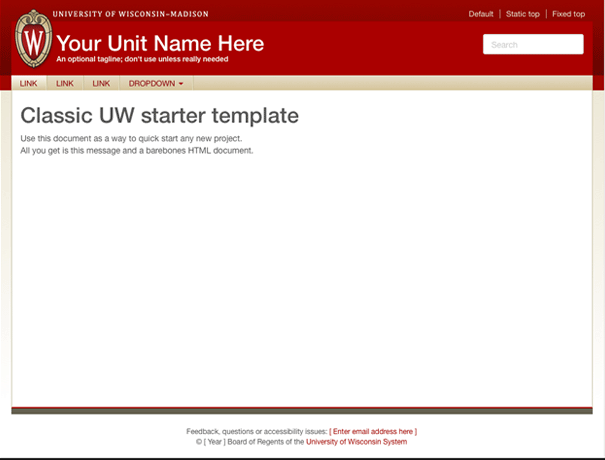 UNIVERSITY OF WISCONSIN–MADISON
Default Static top Fixed top
W
Your Unit Name Here
Search
An optional tagline; don't use unless really needed
LINK LINK LINK DROPDOWN
Classic UW starter template
Use this document as a way to quick start any new project.
All you get is this message and a barebones HTML document.
Feedback, questions or accessibility issues: [ Enter email address here ]
© [ Year ] Board of Regents of the University of Wisconsin System